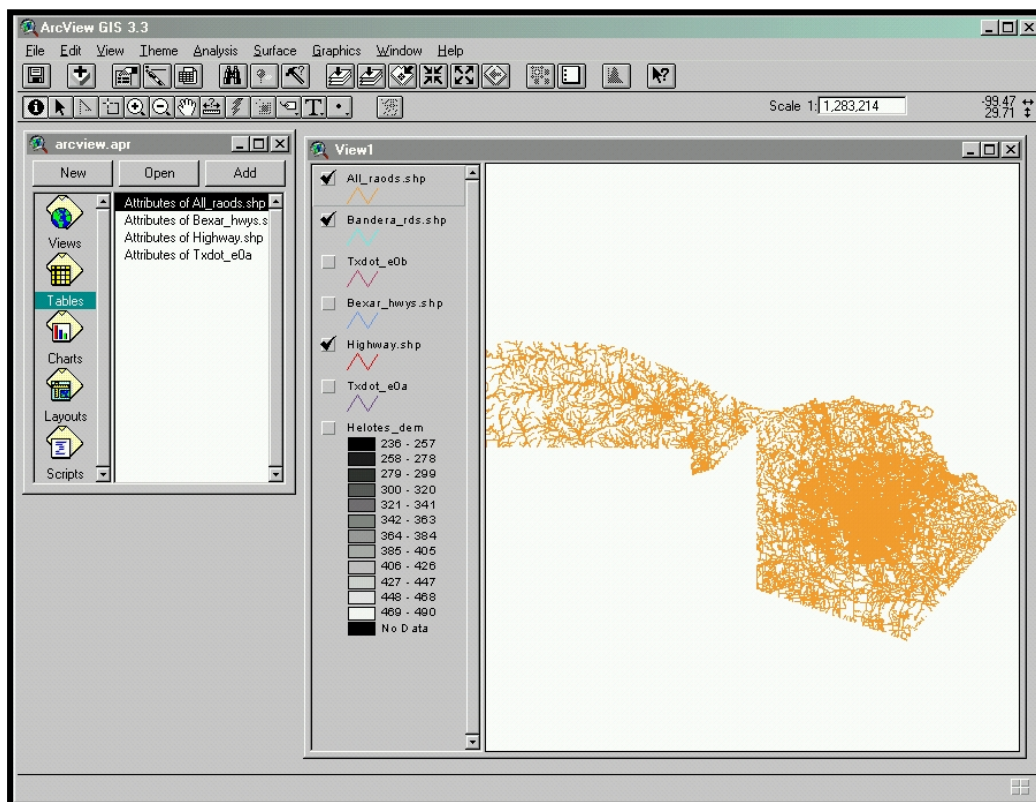 ArcView GIS 3.3
File Edit View Theme Analysis Surface Graphics Window Help
Scale 1: 1,283,214
-99.47
29.71
arcview.apr
New Open Add
Views
Tables
Charts
Layouts
Scripts
Attributes of All_raods.shp
Attributes of Bexar_hwys.s
Attributes of Highway.shp
Attributes of Txdot_e0a
View1
All_raods.shp
Bandera_rds.shp
Txdot_e0b
Bexar_hwys.shp
Highway.shp
Txdot_e0a
Helotes_dem
236 - 257
258 - 278
279 - 299
300 - 320
321 - 341
342 - 363
364 - 384
385 - 405
406 - 426
427 - 447
448 - 468
469 - 490
No Data